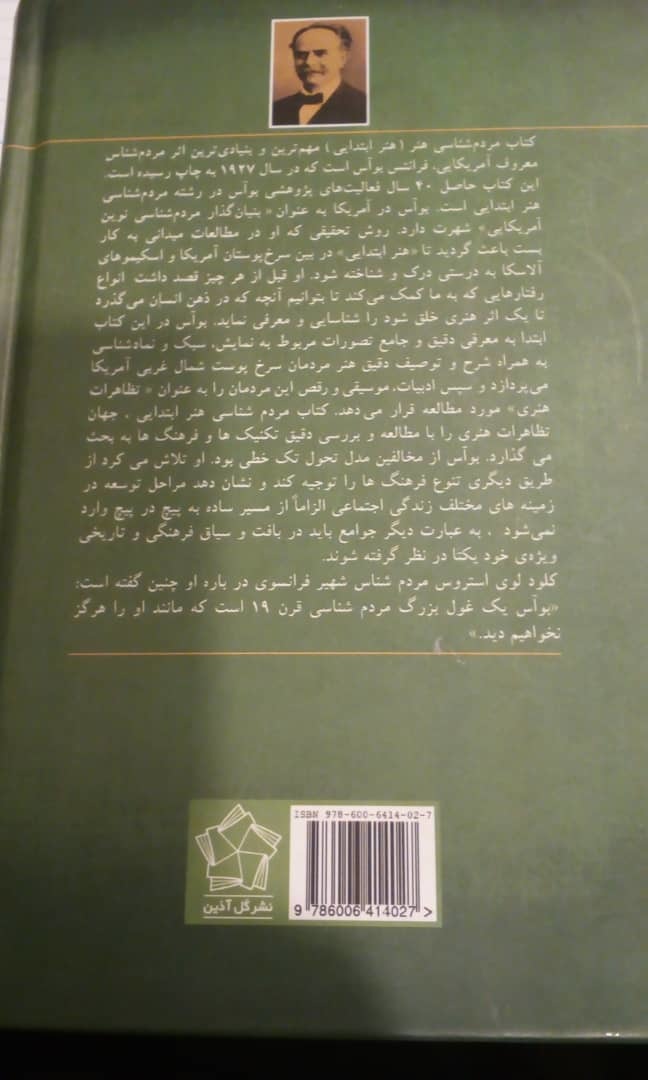 کتاب مردم‌شناسی هنر (هنر ابتدایی) مهم‌ترین و بنیادی‌ترین اثر مردم‌شناس
معروف آمریکایی، فرانتس بوآس است که در سال ۱۹۲۷ به چاپ رسیده است.
این کتاب حاصل ۴۰ سال فعالیت‌های پژوهشی بوآس در رشته مردم‌شناسی
هنر ابتدایی است. بوآس در آمریکا به عنوان «بنیان‌گذار مردم‌شناسی نوین
آمریکایی» شهرت دارد. روش تحقیقی که او در مطالعات میدانی به کار
بست باعث گردید تا «هنر ابتدایی» در بین سرخ‌پوستان آمریکا و اسکیموهای
آلاسکا به درستی درک و شناخته شود. او قبل از هر چیز قصد داشت انواع
رفتارهایی که به ما کمک می‌کند تا بتوانیم آنچه که در ذهن انسان می‌گذرد
تا یک اثر هنری خلق شود را شناسایی و معرفی نماید. بوآس در این کتاب
ابتدا به معرفی دقیق و جامع تصورات مربوط به نمایش، سبک و نمادشناسی
به همراه شرح و توصیف دقیق هنر مردمان سرخ پوست شمال غربی آمریکا
می‌پردازد و سپس ادبیات، موسیقی و رقص این مردمان را به عنوان « تظاهرات
هنری» مورد مطالعه قرار می‌دهد. کتاب مردم شناسی هنر ابتدایی ، جهان
تظاهرات هنری را با مطالعه و بررسی دقیق تکنیک ها و فرهنگ ها به بحث
می گذارد. بوآس از مخالفین مدل تحول تک خطی بود. او تلاش می کرد از
طریق دیگری تنوع فرهنگ ها را توجیه کند و نشان دهد مراحل توسعه در
زمینه های مختلف زندگی اجتماعی الزاماً از مسیر ساده به پیچ در پیچ وارد
نمی‌شود . به عبارت دیگر جوامع باید در بافت و سیاق فرهنگی و تاریخی
ویژه‌ی خود یکتا در نظر گرفته شوند.
کلود لوی استروس مردم شناس شهیر فرانسوی در باره او چنین گفته است:
«بوآس یک غول بزرگ مردم شناسی قرن ۱۹ است که مانند او را هرگز
نخواهیم دید.»
ISBN 978-600-6414-02-7
9 786006 414027 >
نشر گل آذین